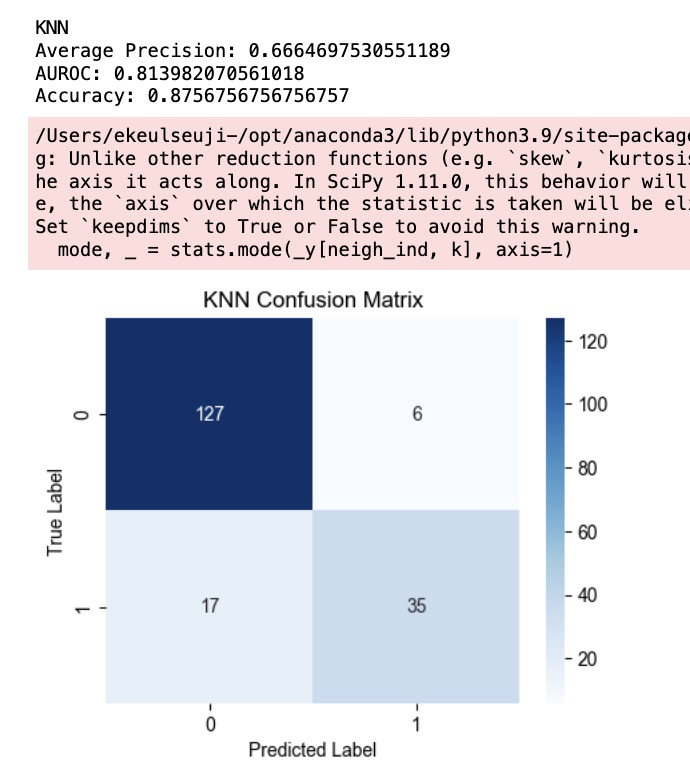 KNN
Average Precision: 0.6664697530551189
AUROC: 0.813982070561018
Accuracy: 0.8756756756756757
/Users/ekeulseuji-/opt/anaconda3/lib/python3.9/site-package
g: Unlike other reduction functions (e.g. `skew`, `kurtosis
he axis it acts along. In SciPy 1.11.0, this behavior will
e, the `axis` over which the statistic is taken will be eli
Set `keepdims` to True or False to avoid this warning.
mode, _ = stats.mode(_y[neigh_ind, k], axis=1)
KNN Confusion Matrix
127 6
17 35
0
1
True Label
0 1
Predicted Label
120
100
80
60
40
20